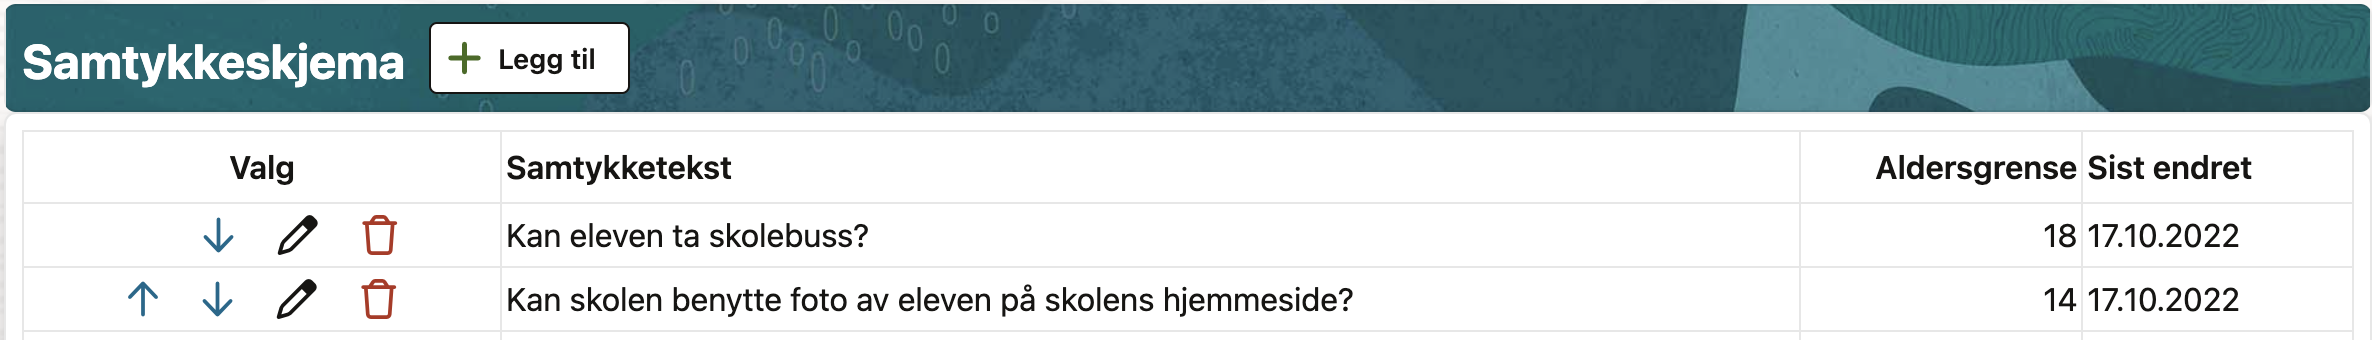 Samtykkeskjema Legg til
Valg Samtykketekst Aldersgrense Sist endret
Kan eleven ta skolebuss? 18 17.10.2022
Kan skolen benytte foto av eleven på skolens hjemmeside? 14 17.10.2022